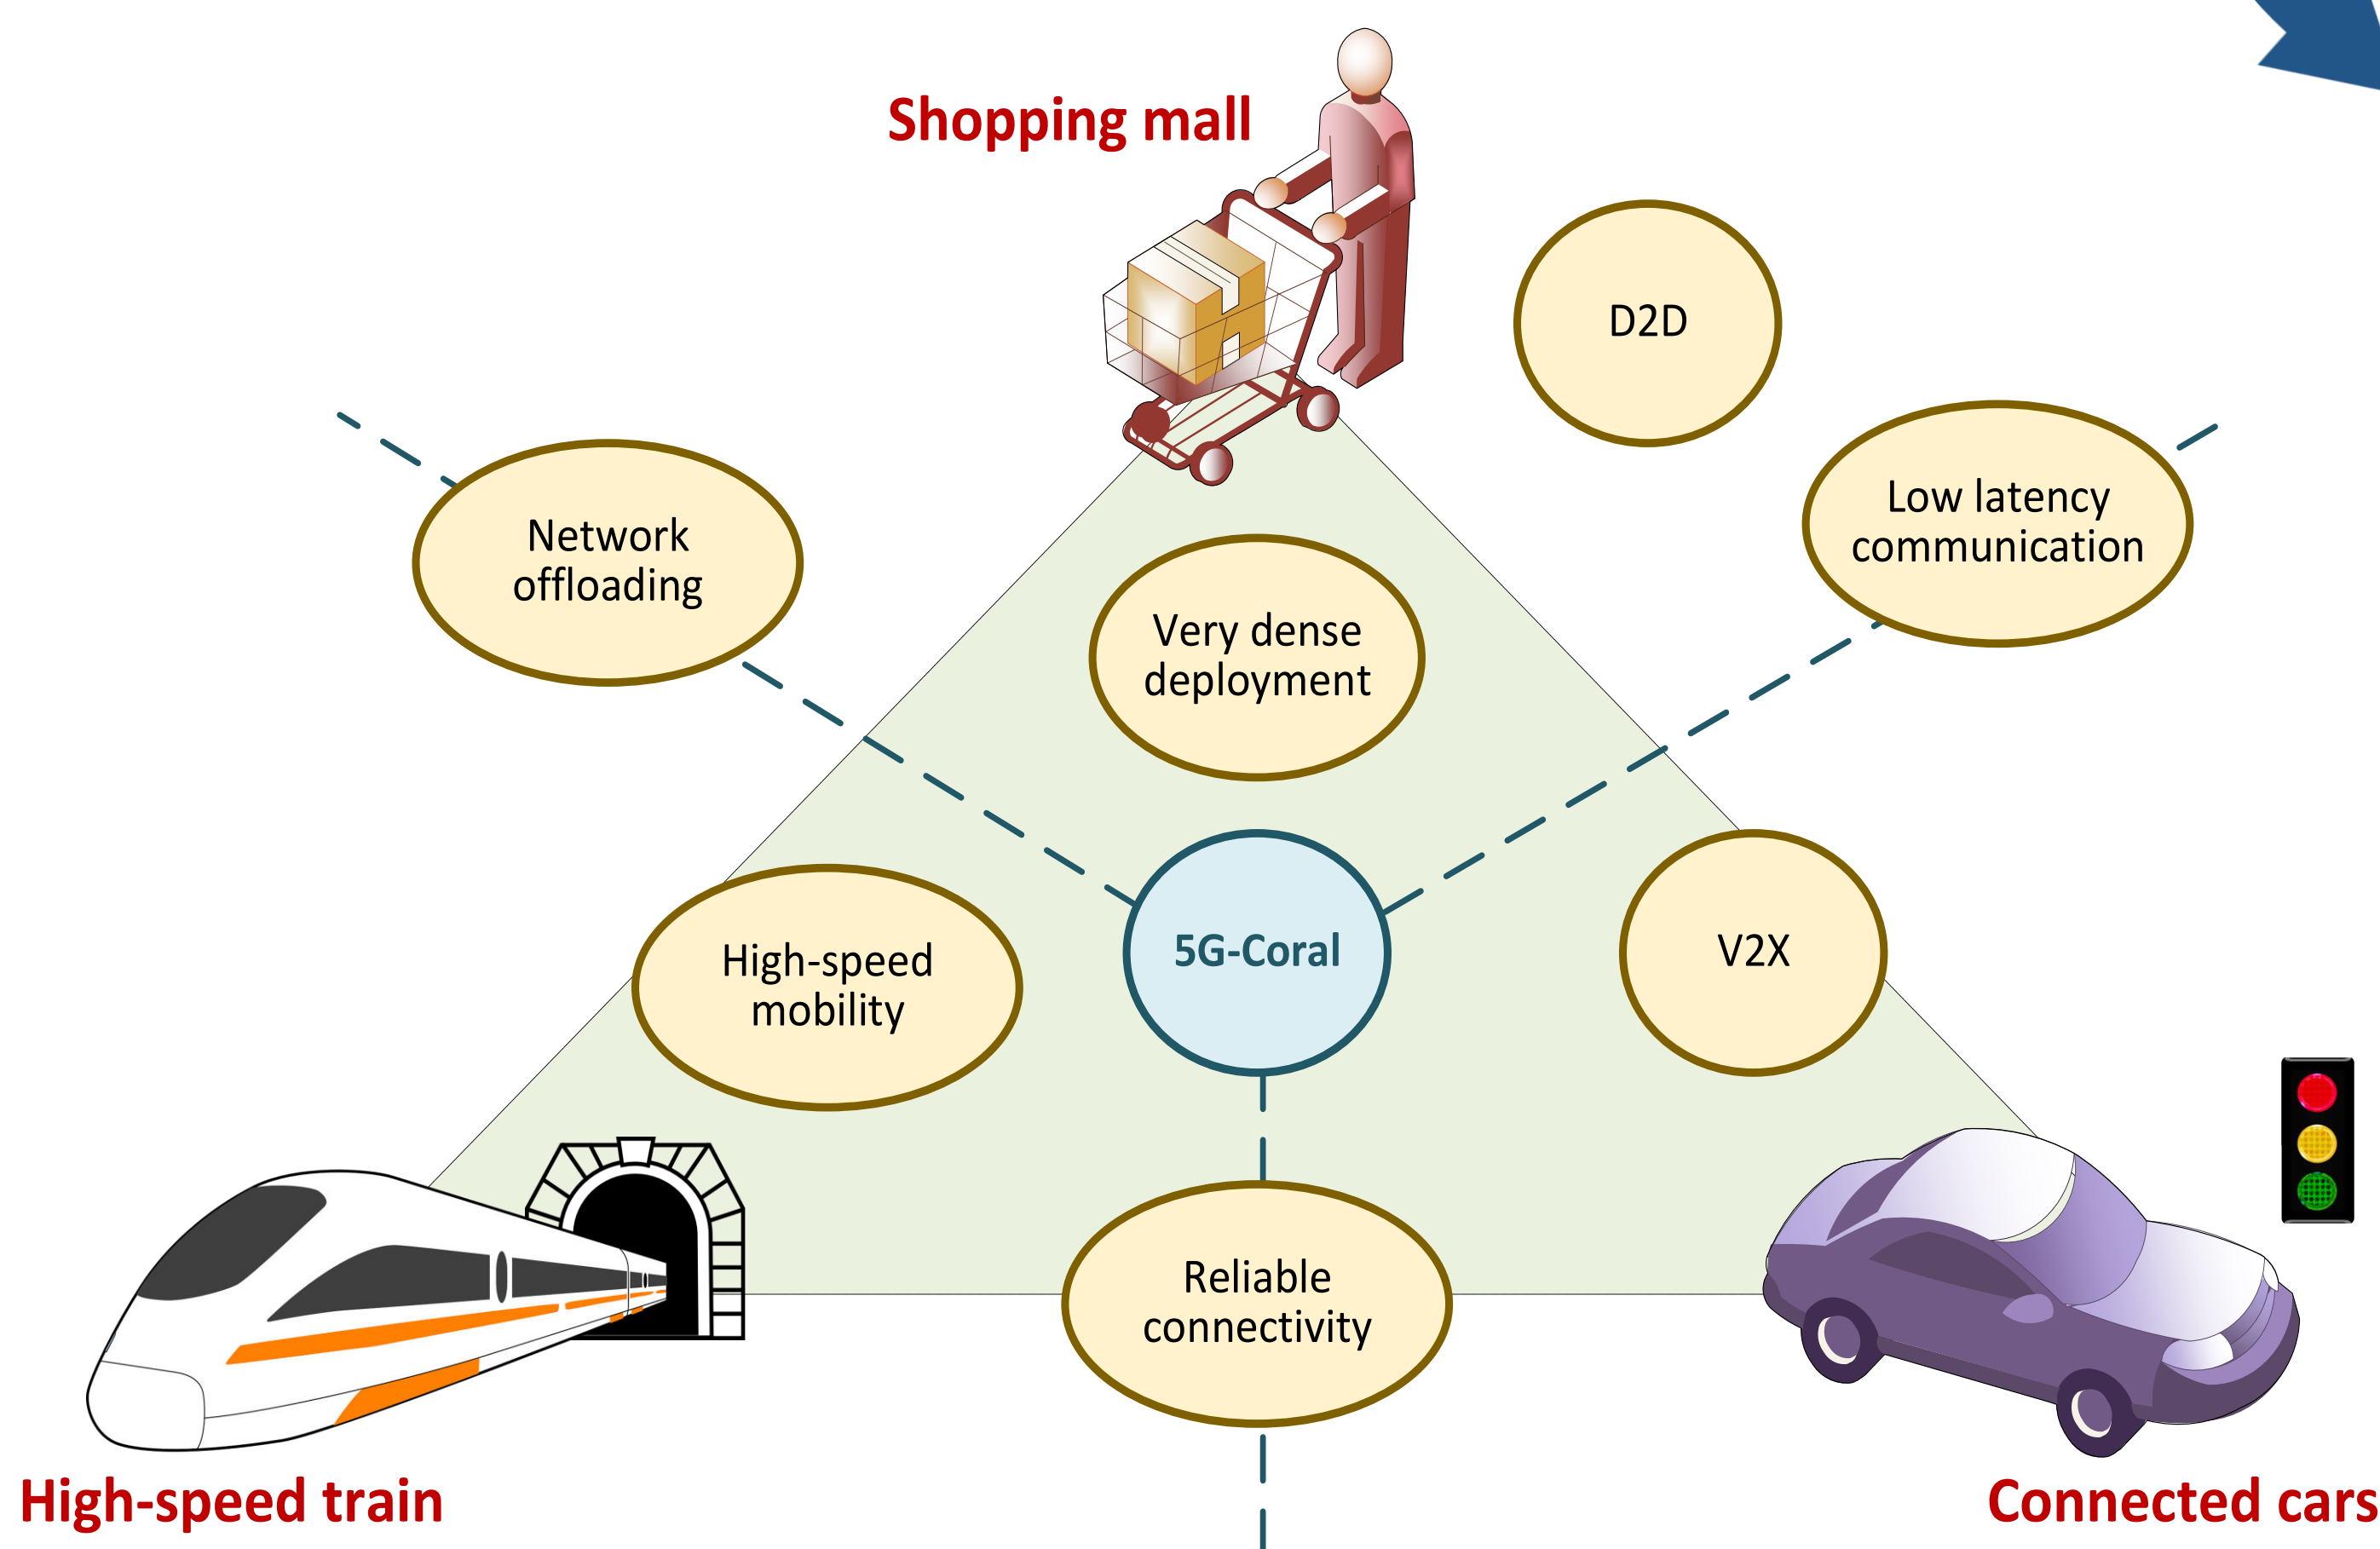 Shopping mall
D2D
Network
offloading
Low latency
communication
Very dense
deployment
High-speed
mobility
5G-Coral
V2X
Reliable
connectivity
High-speed train
Connected cars